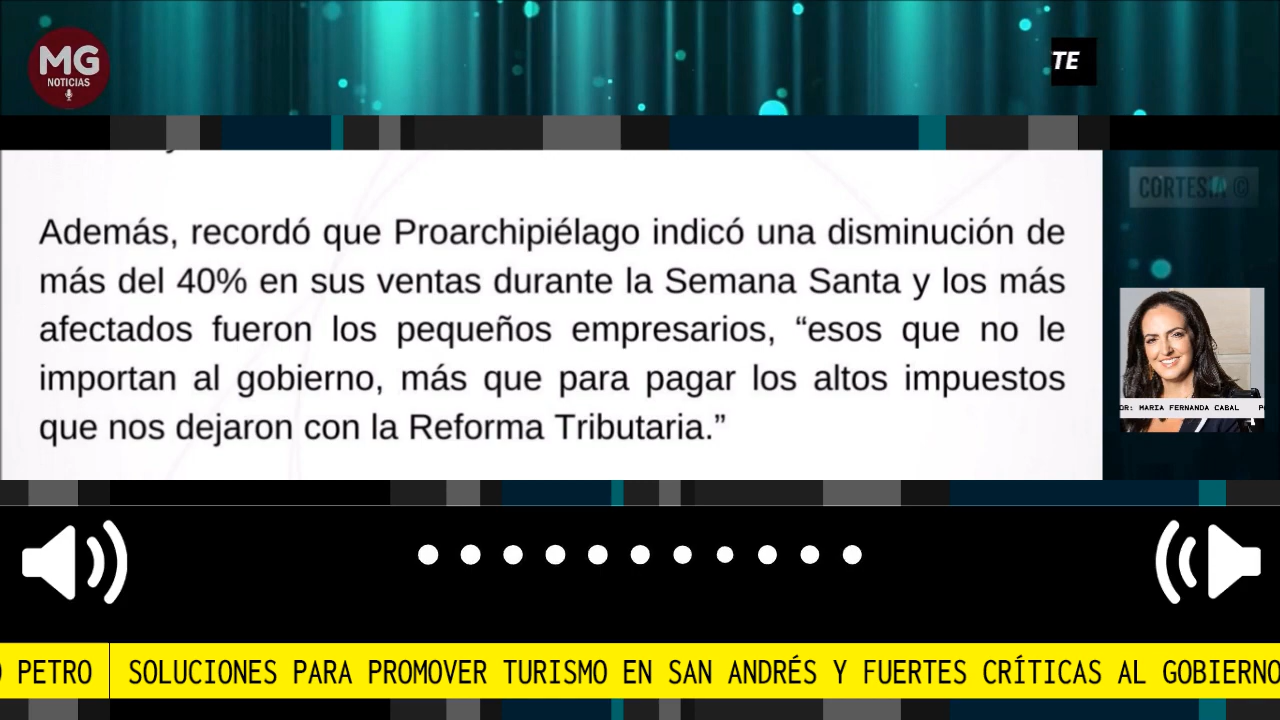 MG
NOTICIAS
TE
CORTESÍA ©
Además, recordó que Proarchipiélago indicó una disminución de
más del 40% en sus ventas durante la Semana Santa y los más
afectados fueron los pequeños empresarios, “esos que no le
importan al gobierno, más que para pagar los altos impuestos
que nos dejaron con la Reforma Tributaria.”
OR: MARIA FERNANDA CABAL PO
PETRO SOLUCIONES PARA PROMOVER TURISMO EN SAN ANDRÉS Y FUERTES CRÍTICAS AL GOBIERNO